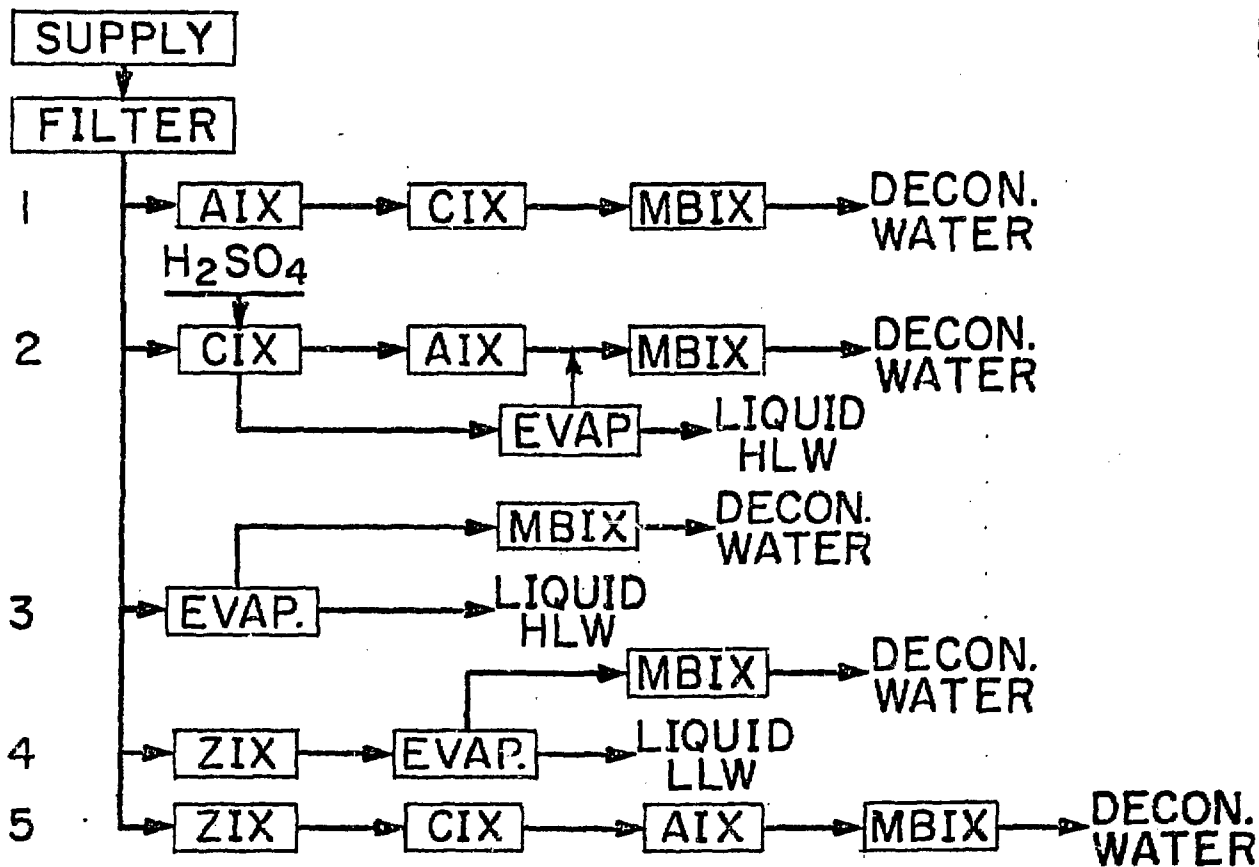 SUPPLY
FILTER
1 AIX CIX MBIX DECON.
WATER
H2SO4
2 CIX AIX MBIX DECON.
WATER
EVAP LIQUID
HLW
MBIX DECON.
WATER
3 EVAP. LIQUID
HLW
MBIX DECON.
WATER
4 ZIX EVAP. LIQUID
LLW
5 ZIX CIX AIX MBIX DECON.
WATER